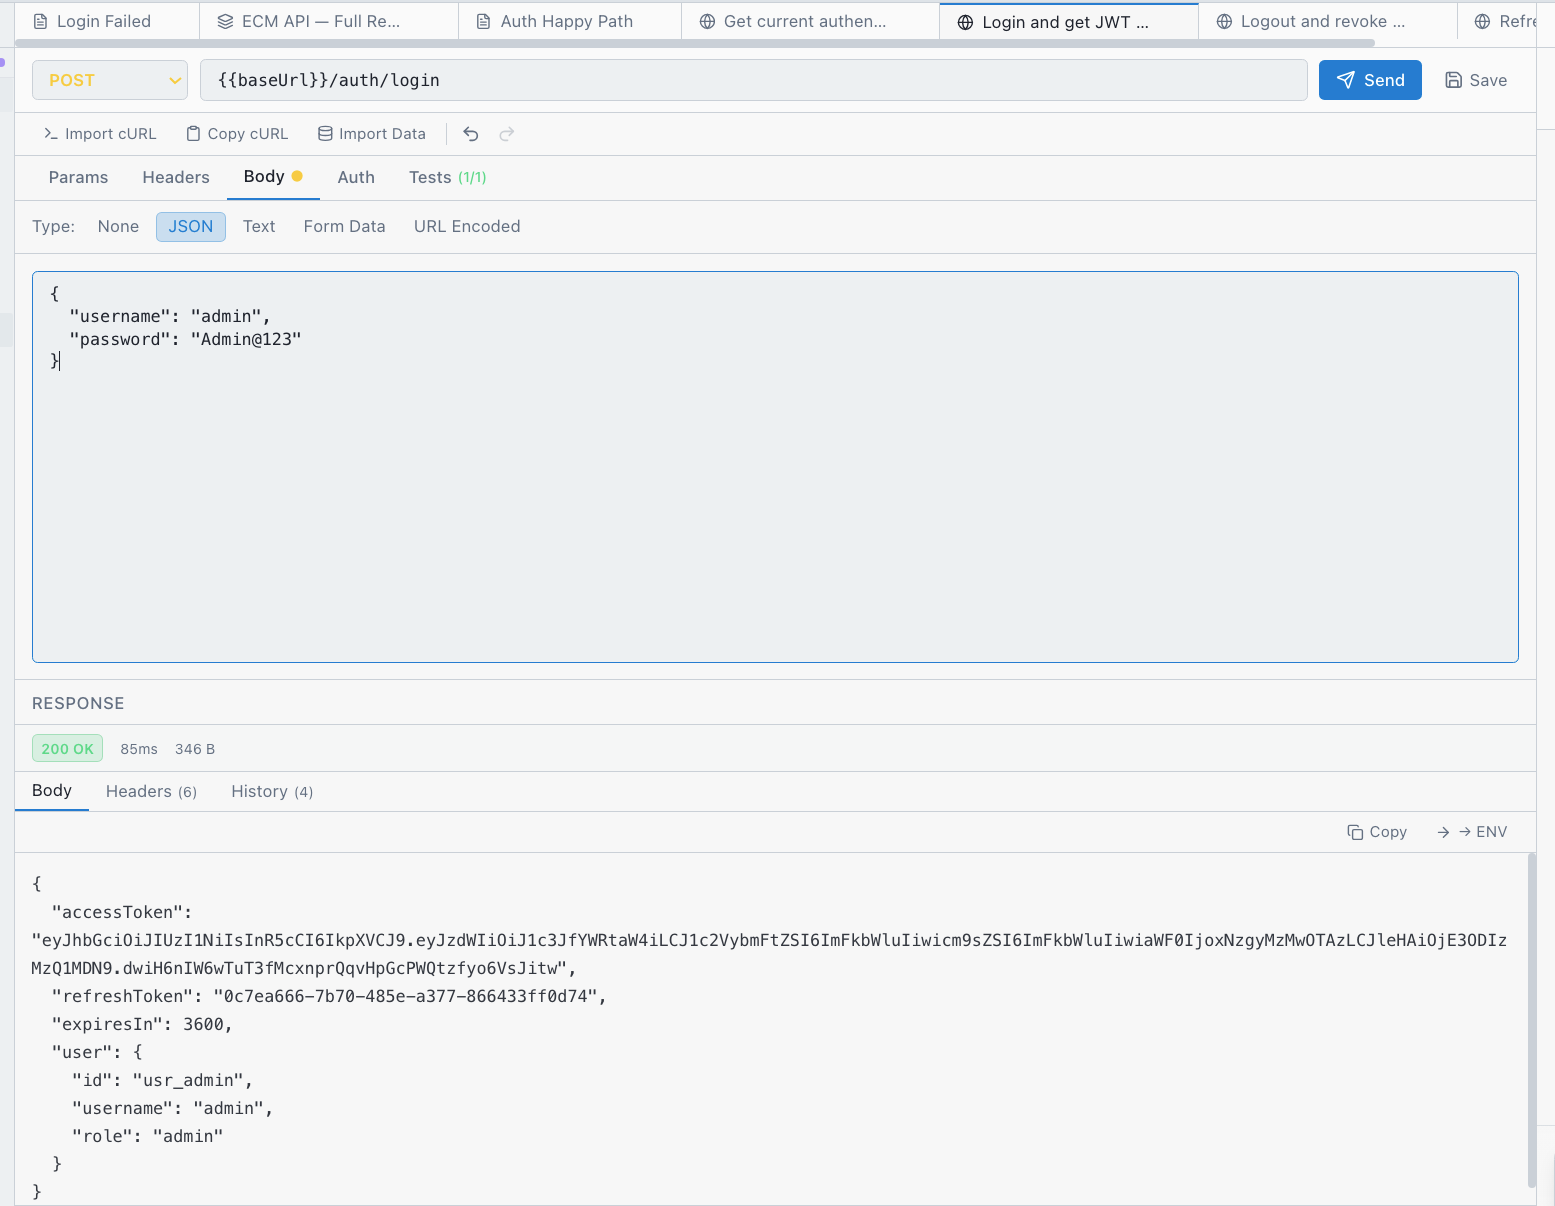 Login Failed
ECM API — Full Re...
Auth Happy Path
Get current authen...
Login and get JWT ...
Logout and revoke ...
Refre
POST
{{baseUrl}}/auth/login
Send
Save
Import cURL
Copy cURL
Import Data
Params
Headers
Body
Auth
Tests (1/1)
Type:
None
JSON
Text
Form Data
URL Encoded
{
  "username": "admin",
  "password": "Admin@123"
}
RESPONSE
200 OK
85ms
346 B
Body
Headers (6)
History (4)
Copy
→ → ENV
{
  "accessToken":
"eyJhbGciOiJIUzI1NiIsInR5cCI6IkpXVCJ9.eyJzdWIiOiJ1c3JfYWRtaW4iLCJ1c2VybmFtZSI6ImFkbWluIiwicm9sZSI6ImFkbWluIiwiaWF0IjoxNzgyMzMwOTAzLCJleHAiOjE3ODIz
MzQ1MDN9.dwiH6nIW6wTuT3fMcxnprQqvHpGcPWQtzfyo6VsJitw",
  "refreshToken": "0c7ea666-7b70-485e-a377-866433ff0d74",
  "expiresIn": 3600,
  "user": {
    "id": "usr_admin",
    "username": "admin",
    "role": "admin"
  }
}